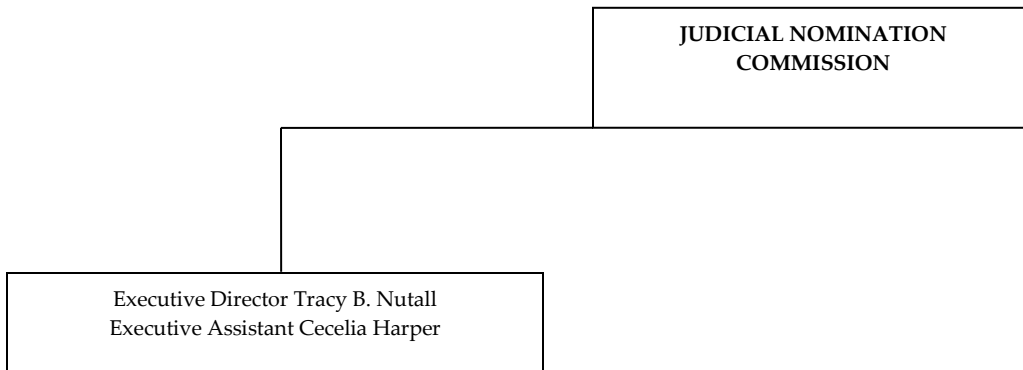 JUDICIAL NOMINATION
COMMISSION
Executive Director Tracy B. Nutall
Executive Assistant Cecelia Harper